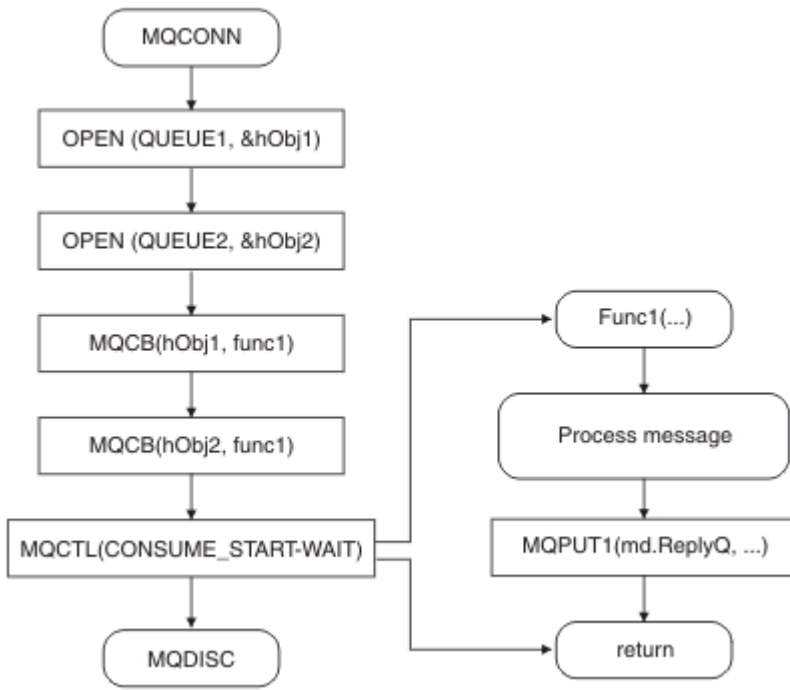 MQCONN
OPEN (QUEUE1, &hObj1)
OPEN (QUEUE2, &hObj2)
MQCB(hObj1, func1)
MQCB(hObj2, func1)
MQCTL(CONSUME_START-WAIT)
MQDISC
Func1(...)
Process message
MQPUT1(md.ReplyQ, ...)
return